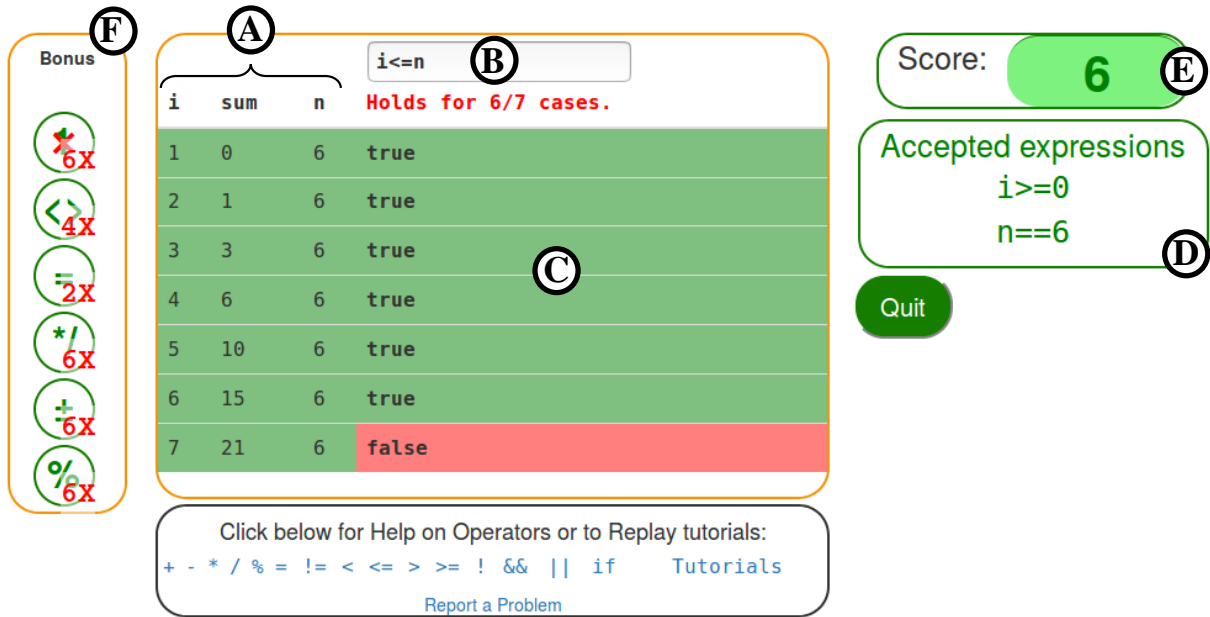 F
Bonus
6X
<>
4X
=
2X
*/
6X
±
6X
%
6X
A
B
i<=n
i sum n Holds for 6/7 cases.
1 0 6 true
2 1 6 true
3 3 6 true
4 6 6 true
5 10 6 true
6 15 6 true
7 21 6 false
C
Click below for Help on Operators or to Replay tutorials:
+ - * / % = != < <= > >= ! && || if Tutorials
Report a Problem
Score: 6
E
Accepted expressions
i>=0
n==6
D
Quit